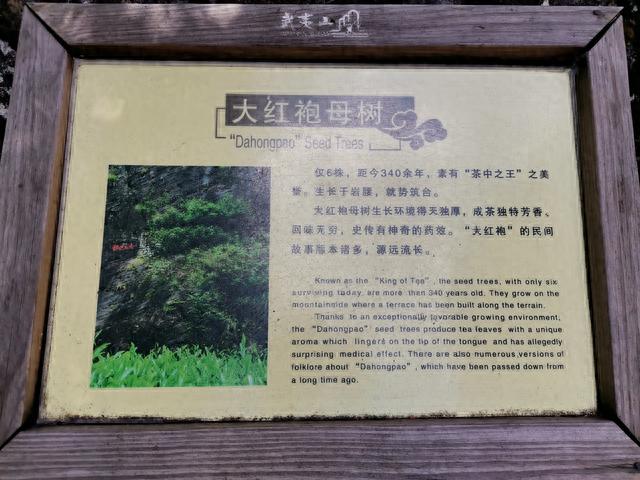 武夷山
大红袍母树
"Dahongpao" Seed Trees
仅6株，距今340余年，素有"茶中之王"之美
誉。生长于岩腰，就势筑台。
大红袍母树生长环境得天独厚，成茶独特芳香。
回味无穷，史传有神奇的药效。"大红袍"的民间
故事版本诸多，源远流长。
Known as the "King of Tea", the seed trees, with only six
surviving today, are more than 340 years old. They grow on the
mountainside where a terrace has been built along the terrain.
Thanks to an exceptionally favorable growing environment,
the "Dahongpao" seed trees produce tea leaves with a unique
aroma which lingers on the tip of the tongue and has allegedly
surprising medical effect. There are also numerous versions of
folklore about "Dahongpao", which have been passed down from
a long time ago.